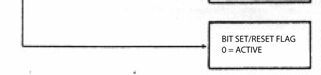 BIT SET/RESET FLAG
0 = ACTIVE